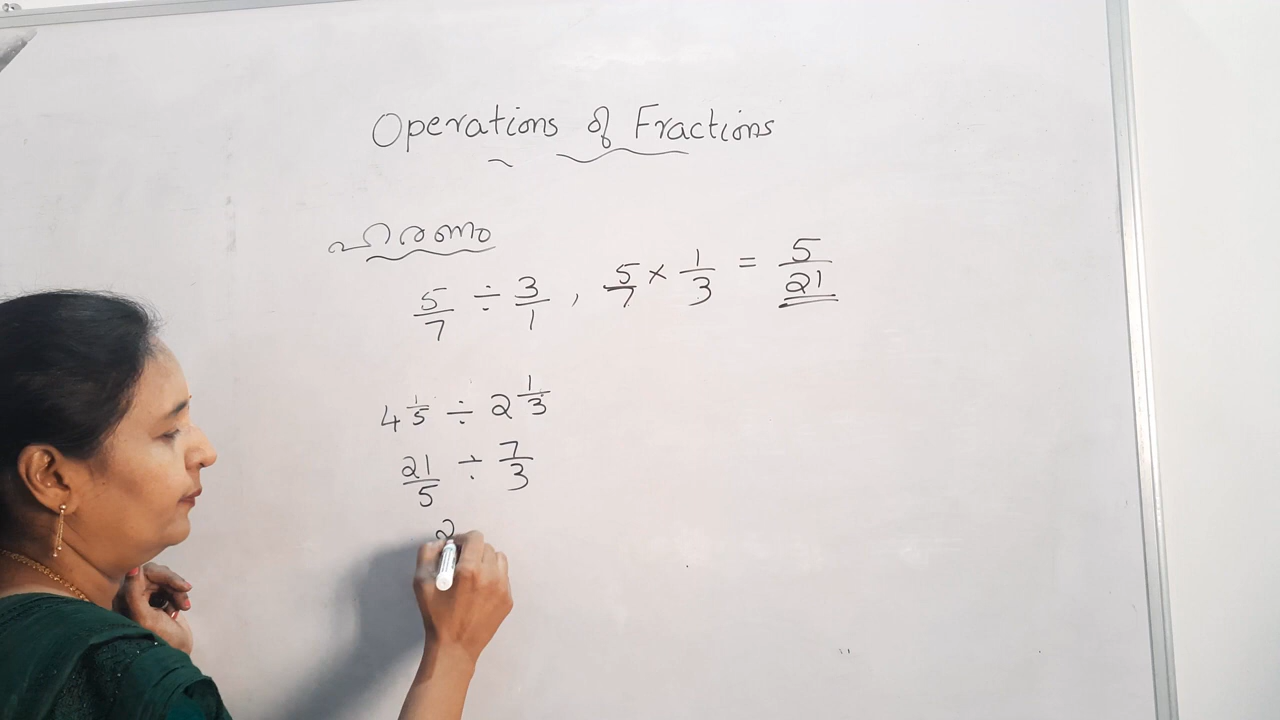 Operations of Fractions
ഹരണം
5/7 ÷ 3/1 , 5/7 × 1/3 = 5/21
4 1/5 ÷ 2 1/3
21/5 ÷ 7/3
2